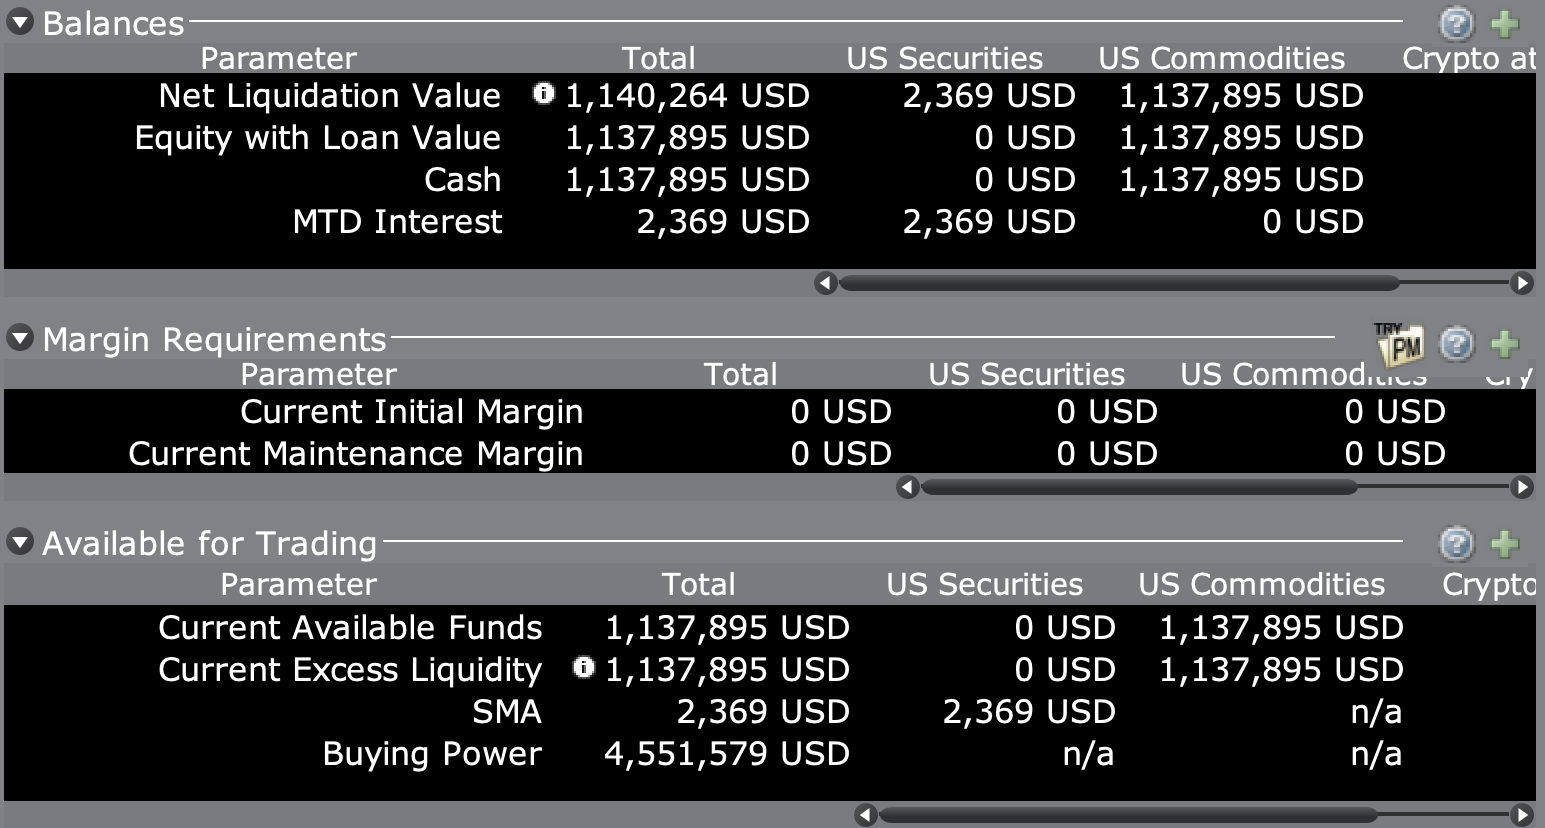 Balances
Parameter Total US Securities US Commodities Crypto at
Net Liquidation Value 1,140,264 USD 2,369 USD 1,137,895 USD
Equity with Loan Value 1,137,895 USD 0 USD 1,137,895 USD
Cash 1,137,895 USD 0 USD 1,137,895 USD
MTD Interest 2,369 USD 2,369 USD 0 USD
Margin Requirements TRY PM
Parameter Total US Securities US Commodities Cry
Current Initial Margin 0 USD 0 USD 0 USD
Current Maintenance Margin 0 USD 0 USD 0 USD
Available for Trading
Parameter Total US Securities US Commodities Crypto
Current Available Funds 1,137,895 USD 0 USD 1,137,895 USD
Current Excess Liquidity 1,137,895 USD 0 USD 1,137,895 USD
SMA 2,369 USD 2,369 USD n/a
Buying Power 4,551,579 USD n/a n/a